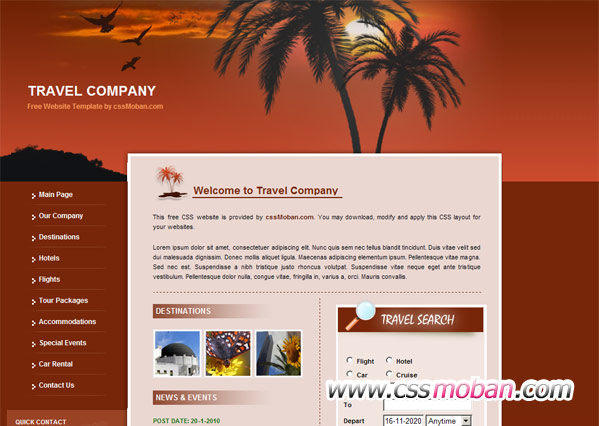 TRAVEL COMPANY
Free Website Template by cssMoban.com
Main Page
Our Company
Destinations
Hotels
Flights
Tour Packages
Accommodations
Special Events
Car Rental
Contact Us
QUICK CONTACT
Welcome to Travel Company
This free CSS website is provided by cssMoban.com. You may download, modify and apply this CSS layout for
your websites.
Lorem ipsum dolor sit amet, consectetuer adipiscing elit. Nunc quis sem nec tellus blandit tincidunt. Duis vitae velit sed
dui malesuada dignissim. Donec mollis aliquet ligula. Maecenas adipiscing elementum ipsum. Pellentesque vitae magna.
Sed nec est. Suspendisse a nibh tristique justo rhoncus volutpat. Suspendisse vitae neque eget ante tristique
vestibulum. Pellentesque dolor nulla, congue vitae, fringilla in, varius a, orci. Mauris convallis.
DESTINATIONS
NEWS & EVENTS
POST DATE: 20-1-2010
TRAVEL SEARCH
Flight
Hotel
Car
Cruise
www.cssmoban.com
To
Depart
16-11-2020
Anytime